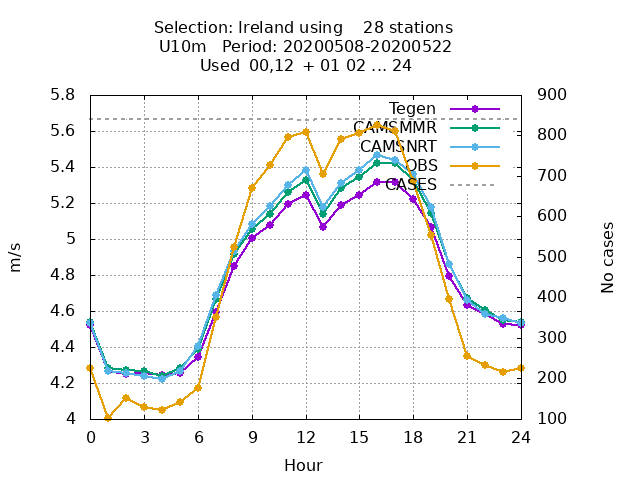 Selection: Ireland using    28 stations
U10m   Period: 20200508-20200522
Used  00,12  + 01 02 ... 24
5.8
5.6
5.4
5.2
5
4.8
4.6
4.4
4.2
4
m/s
900
800
700
600
500
400
300
200
100
No cases
Tegen
CAMSMMR
CAMSNRT
OBS
CASES
0 3 6 9 12 15 18 21 24
Hour